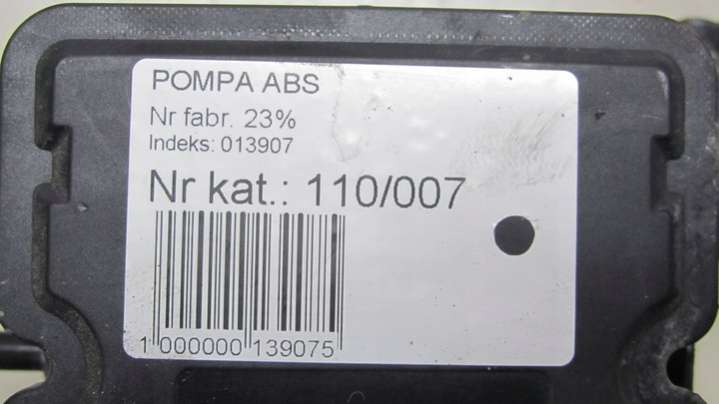 POMPA ABS
Nr fabr. 23%
Indeks: 013907
Nr kat.: 110/007
1 000000 139075